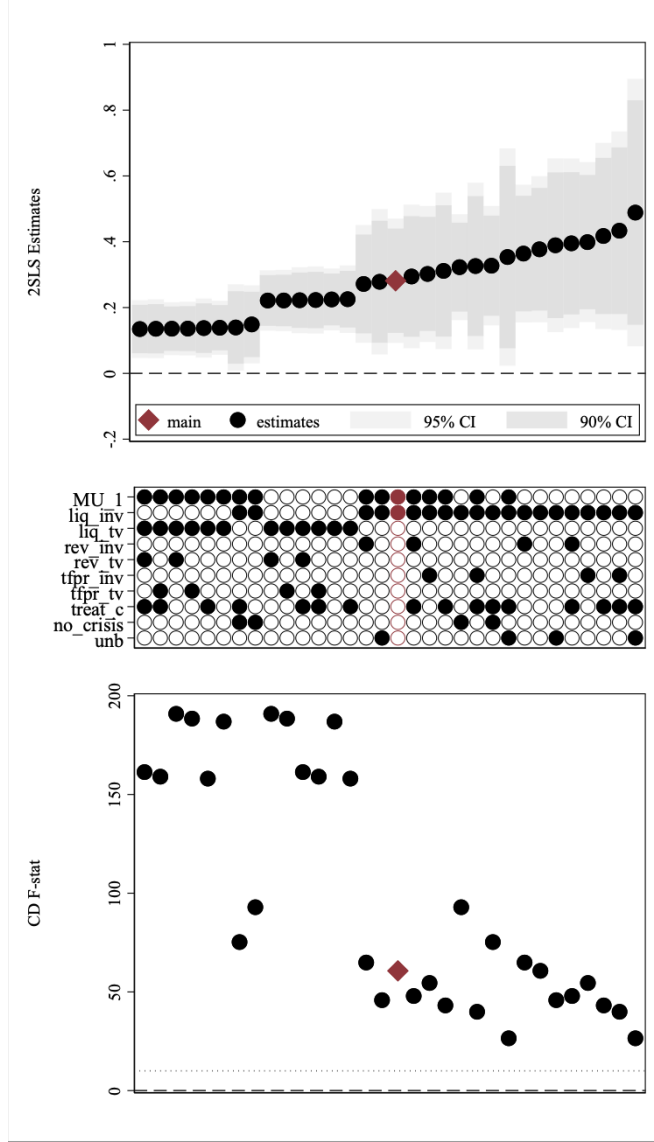 2SLS Estimates
1
.8
.6
.4
.2
0
-.2
main estimates 95% CI 90% CI
MU_1
liq_inv
liq_tv
rev_inv
rev_tv
tfpr_inv
tfpr_tv
treat_c
no_crisis
unb
CD F-stat
200
150
100
50
0